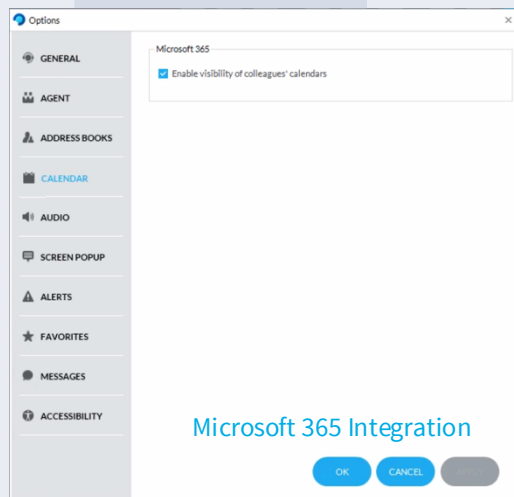 Options
Microsoft 365
Enable visibility of colleagues' calendars
GENERAL
AGENT
ADDRESS BOOKS
CALENDAR
AUDIO
SCREEN POPUP
ALERTS
FAVORITES
MESSAGES
ACCESSIBILITY
Microsoft 365 Integration
OK
CANCEL
APPLY